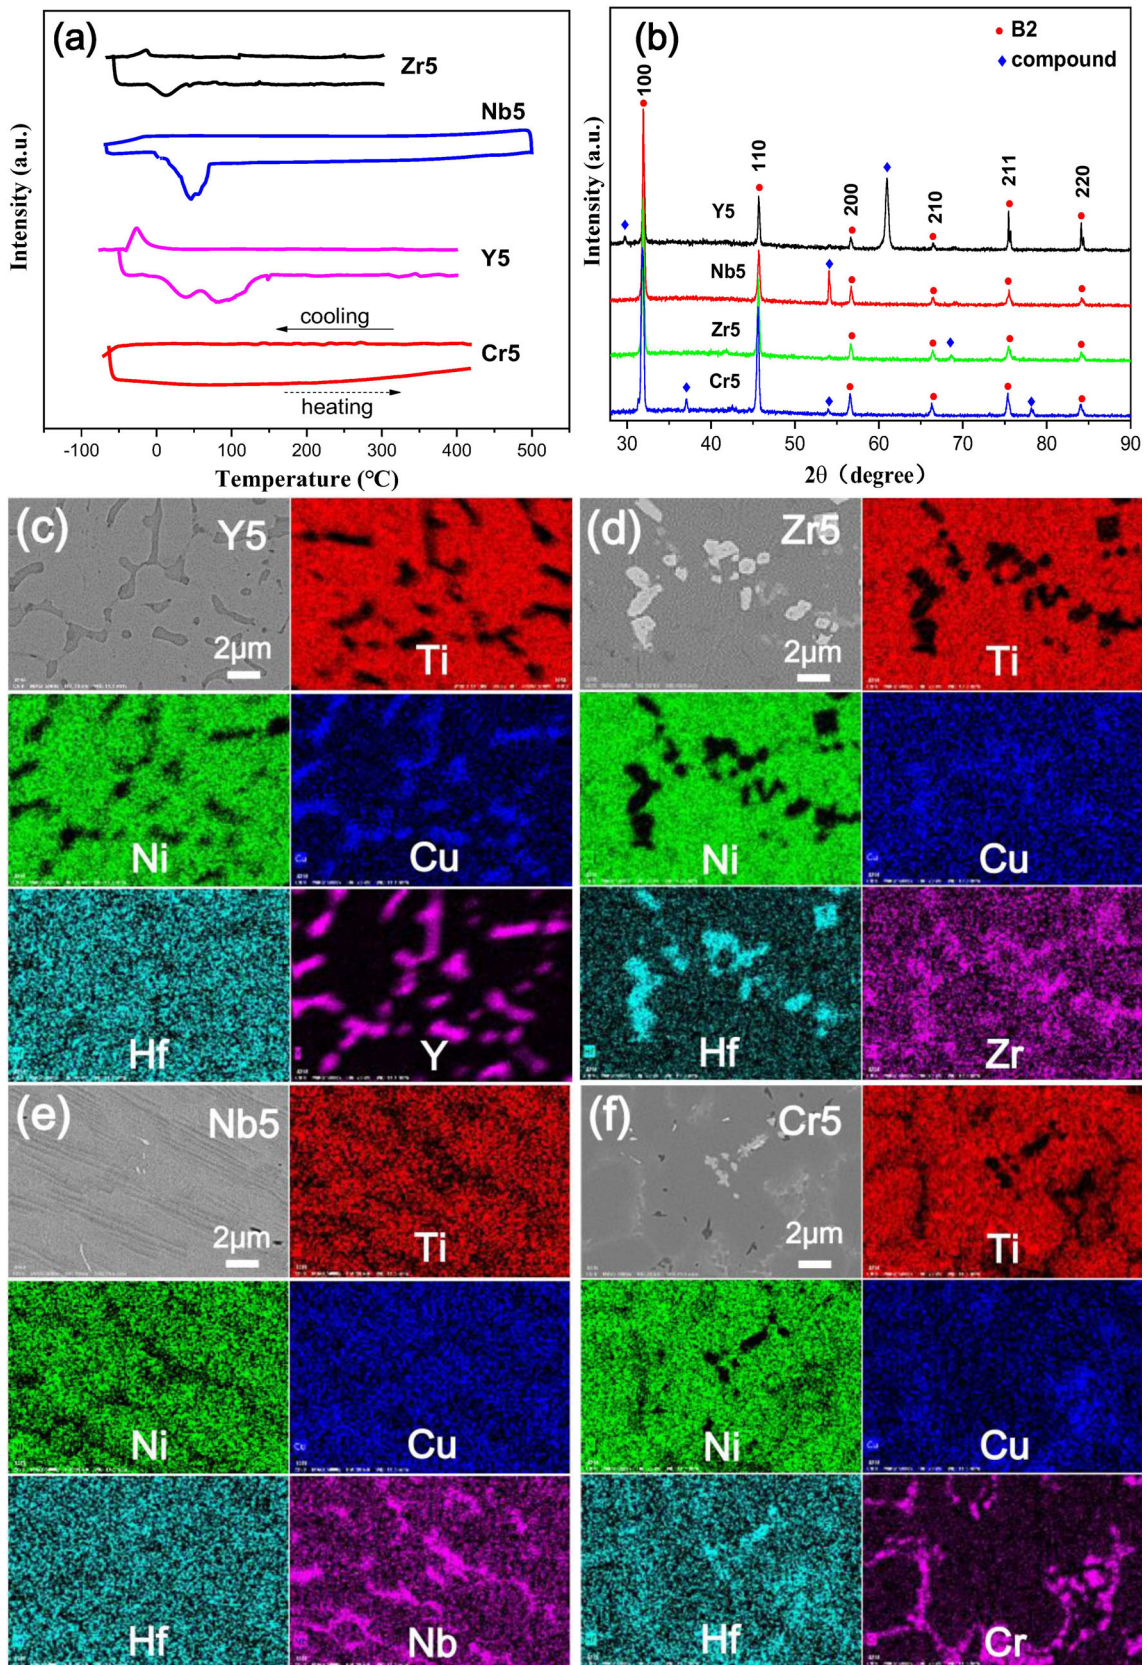 (a)
Zr5
Nb5
Y5
cooling
Cr5
heating
Intensity (a.u.)
-100 0 100 200 300 400 500
Temperature (℃)
(b)
B2
compound
100
110
200
210
211
220
Y5
Nb5
Zr5
Cr5
Intensity (a.u.)
30 40 50 60 70 80 90
2θ（degree）
(c)
Y5
2μm
Ti
Ni
Cu
Hf
Y
(d)
Zr5
2μm
Ti
Ni
Cu
Hf
Zr
(e)
Nb5
2μm
Ti
Ni
Cu
Hf
Nb
(f)
Cr5
2μm
Ti
Ni
Cu
Hf
Cr